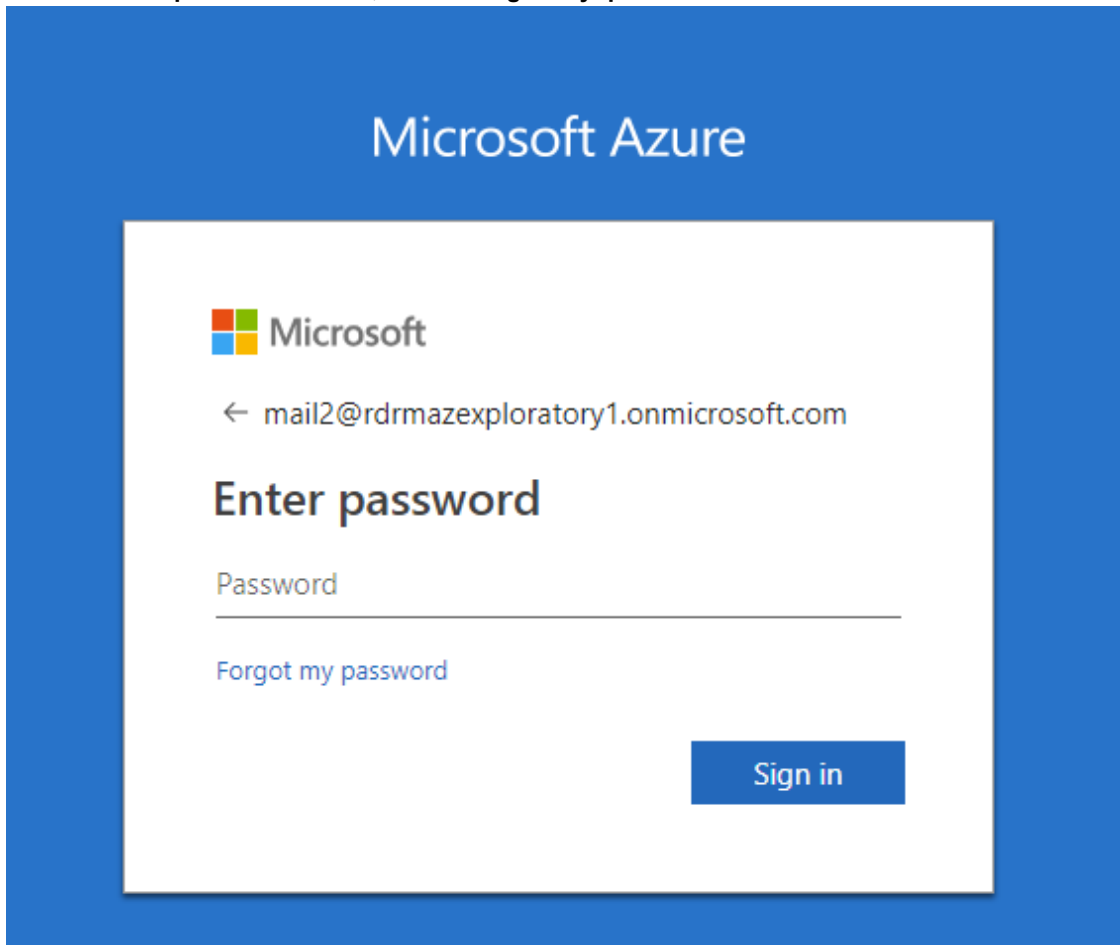 Microsoft Azure
Microsoft
← mail2@rdrmazexploratory1.onmicrosoft.com
Enter password
Password
Forgot my password
Sign in